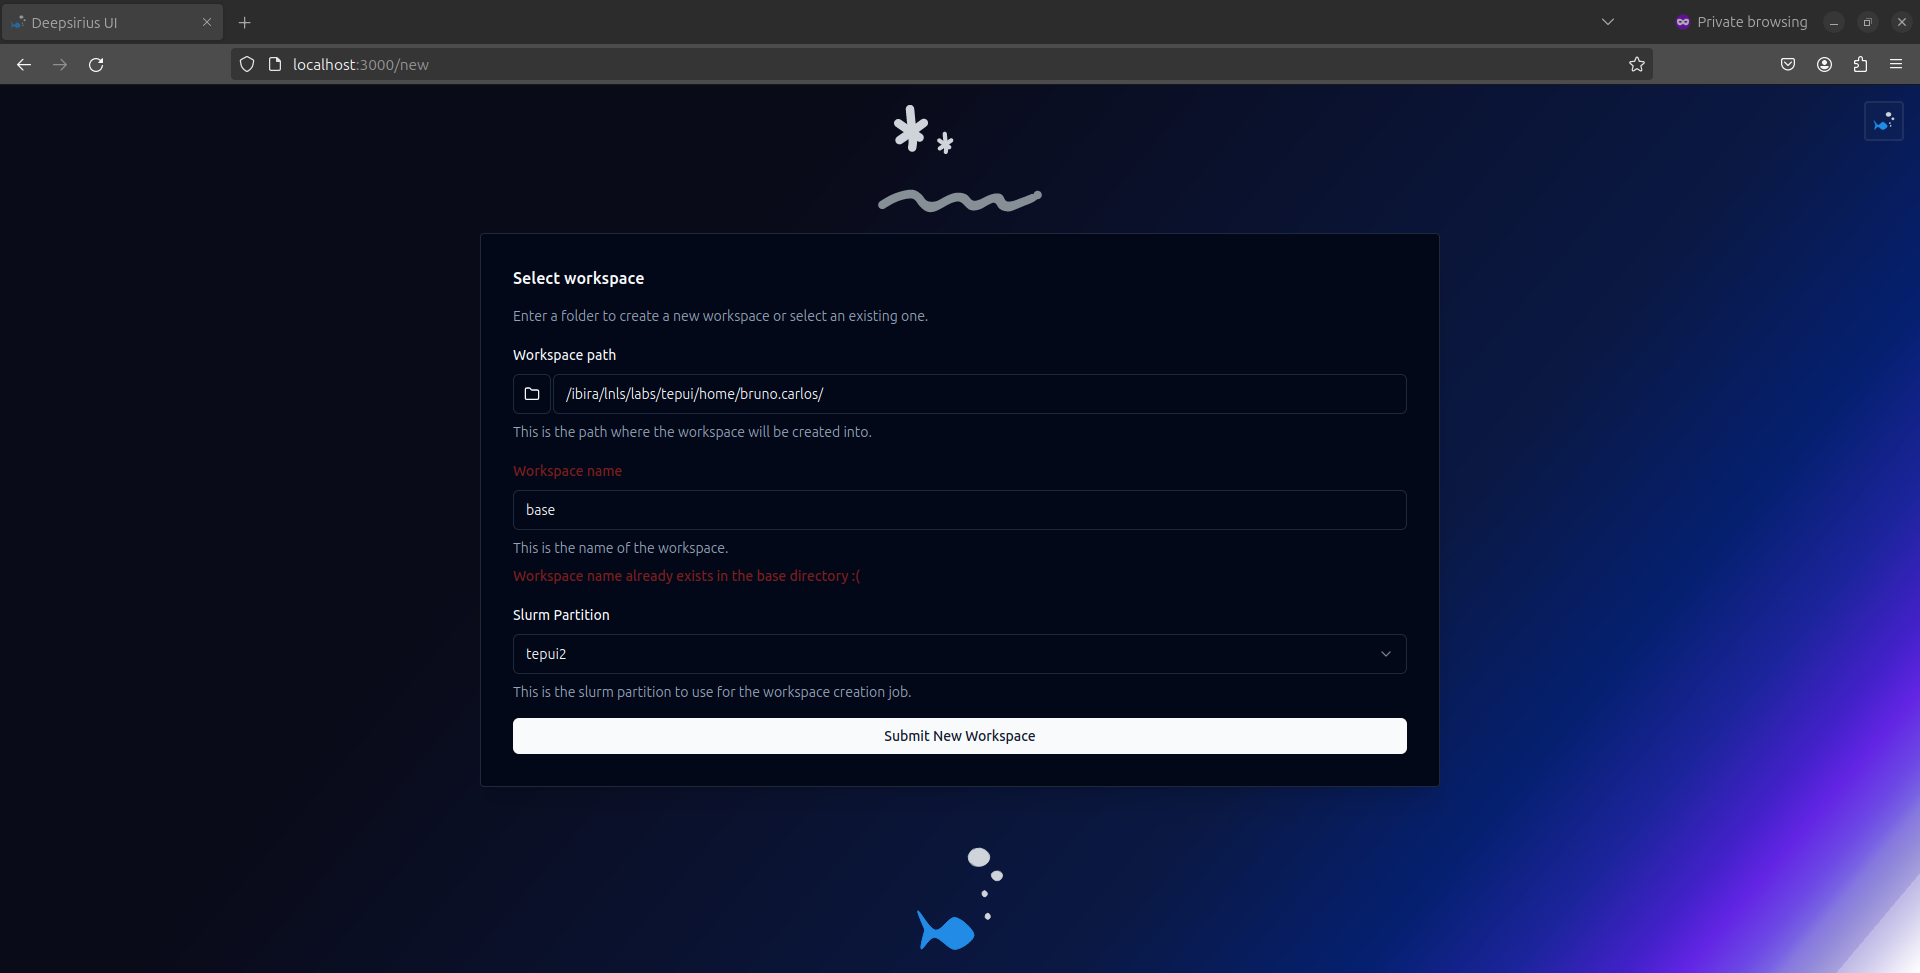 Deepsirius UI
Private browsing
localhost:3000/new
Select workspace
Enter a folder to create a new workspace or select an existing one.
Workspace path
/ibira/lnls/labs/tepui/home/bruno.carlos/
This is the path where the workspace will be created into.
Workspace name
base
This is the name of the workspace.
Workspace name already exists in the base directory :(
Slurm Partition
tepui2
This is the slurm partition to use for the workspace creation job.
Submit New Workspace